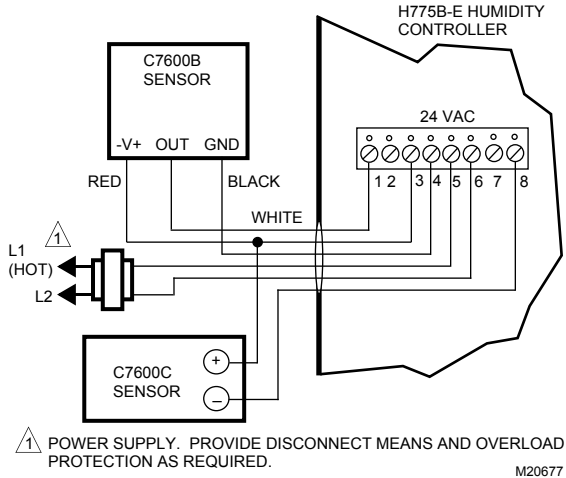 H775B-E HUMIDITY
CONTROLLER
C7600B
SENSOR
24 VAC
-V+ OUT GND
1 2 3 4 5 6 7 8
RED
BLACK
WHITE
1
L1
(HOT)
L2
C7600C
SENSOR
+
–
1 POWER SUPPLY. PROVIDE DISCONNECT MEANS AND OVERLOAD
PROTECTION AS REQUIRED.
M20677